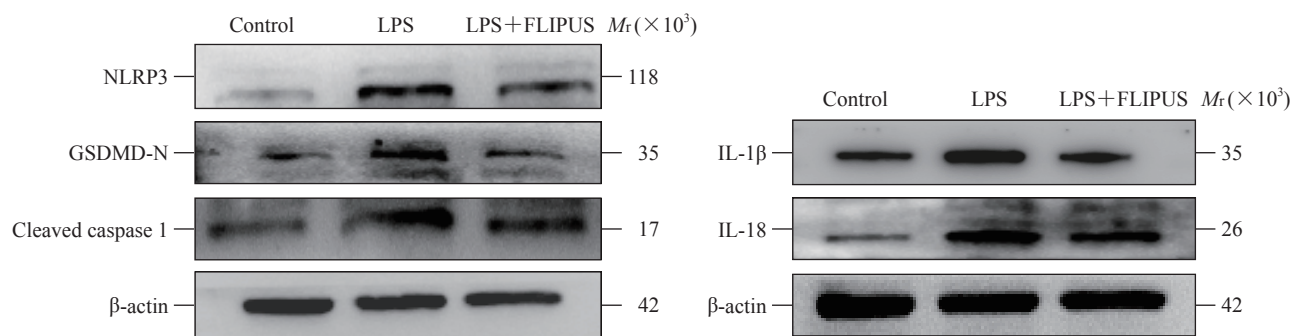 Control LPS LPS+FLIPUS Mr(×10³)
NLRP3 118
GSDMD-N 35
Cleaved caspase 1 17
β-actin 42
Control LPS LPS+FLIPUS Mr(×10³)
IL-1β 35
IL-18 26
β-actin 42